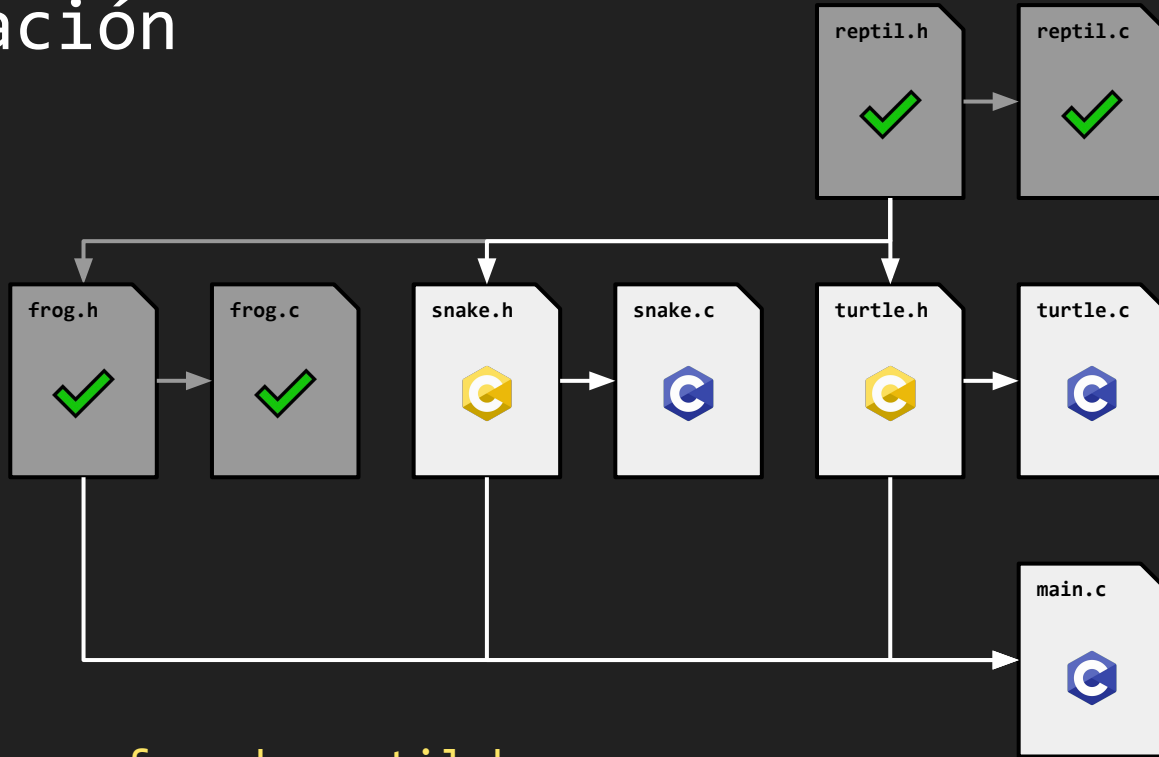 ación
reptil.h
reptil.c
frog.h
frog.c
snake.h
snake.c
turtle.h
turtle.c
main.c